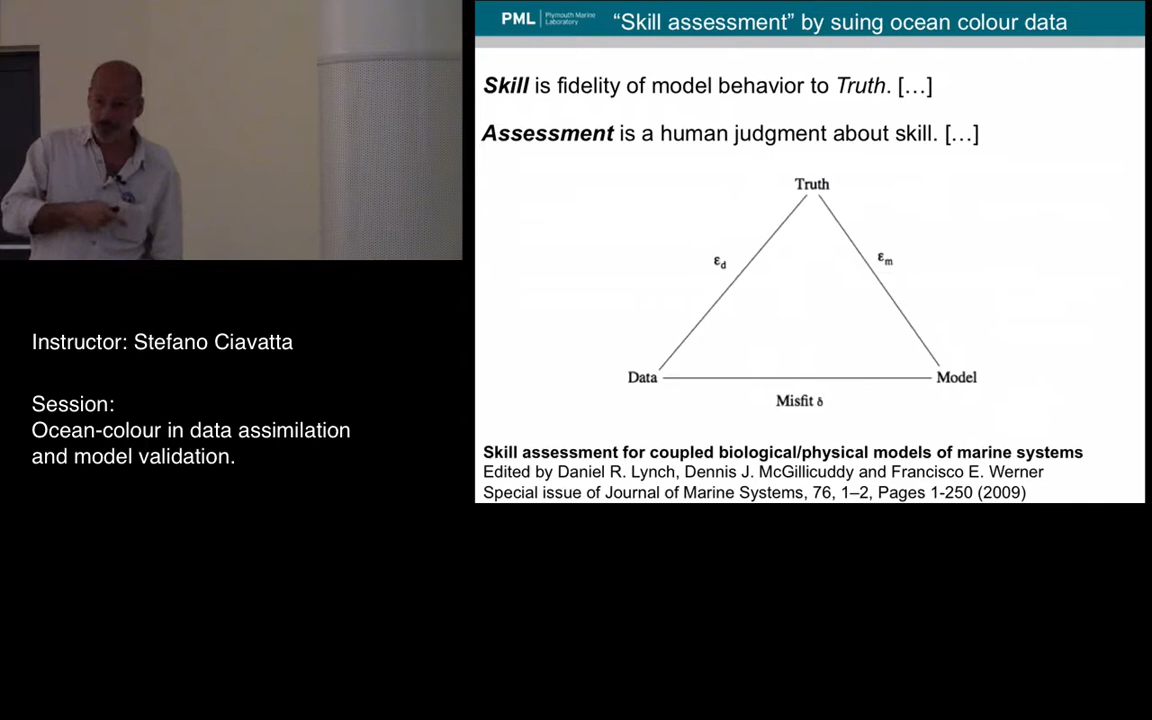 PML | Plymouth Marine
Laboratory
“Skill assessment” by suing ocean colour data
Skill is fidelity of model behavior to Truth. […]
Assessment is a human judgment about skill. […]
Truth
εd
εm
Data
Model
Misfit δ
Skill assessment for coupled biological/physical models of marine systems
Edited by Daniel R. Lynch, Dennis J. McGillicuddy and Francisco E. Werner
Special issue of Journal of Marine Systems, 76, 1–2, Pages 1-250 (2009)
Instructor: Stefano Ciavatta
Session:
Ocean-colour in data assimilation
and model validation.